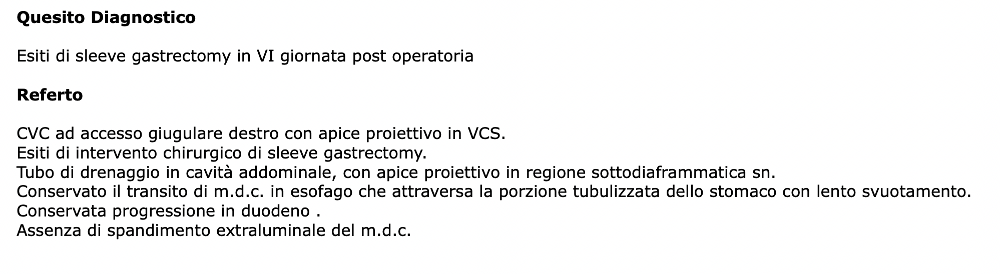 Quesito Diagnostico
Esiti di sleeve gastrectomy in VI giornata post operatoria
Referto
CVC ad accesso giugulare destro con apice proiettivo in VCS.
Esiti di intervento chirurgico di sleeve gastrectomy.
Tubo di drenaggio in cavità addominale, con apice proiettivo in regione sottodiaframmatica sn.
Conservato il transito di m.d.c. in esofago che attraversa la porzione tubulizzata dello stomaco con lento svuotamento.
Conservata progressione in duodeno .
Assenza di spandimento extraluminale del m.d.c.